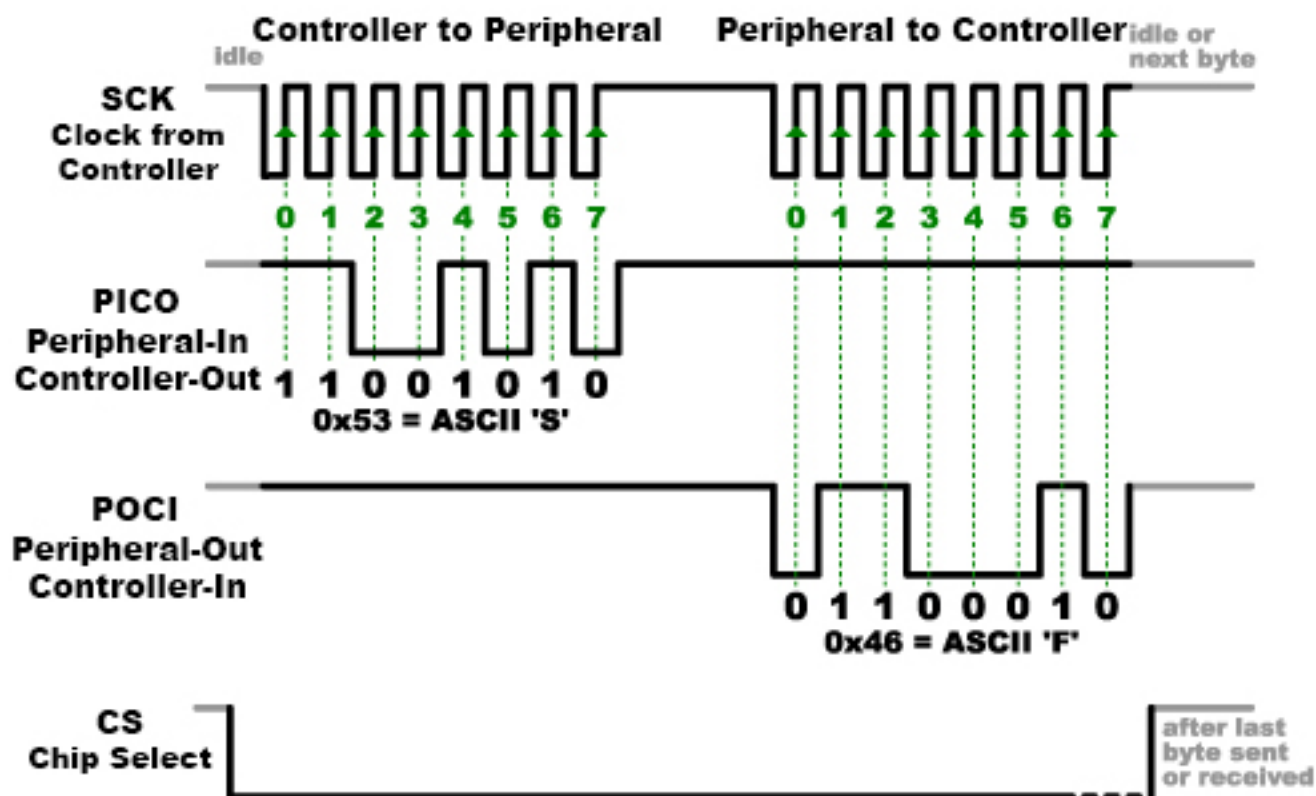 Controller to Peripheral
Peripheral to Controller
idle
idle or
next byte
SCK
Clock from
Controller
0 1 2 3 4 5 6 7
0 1 2 3 4 5 6 7
PICO
Peripheral-In
Controller-Out
1 1 0 0 1 0 1 0
0x53 = ASCII 'S'
POCI
Peripheral-Out
Controller-In
0 1 1 0 0 0 1 0
0x46 = ASCII 'F'
CS
Chip Select
after last
byte sent
or received